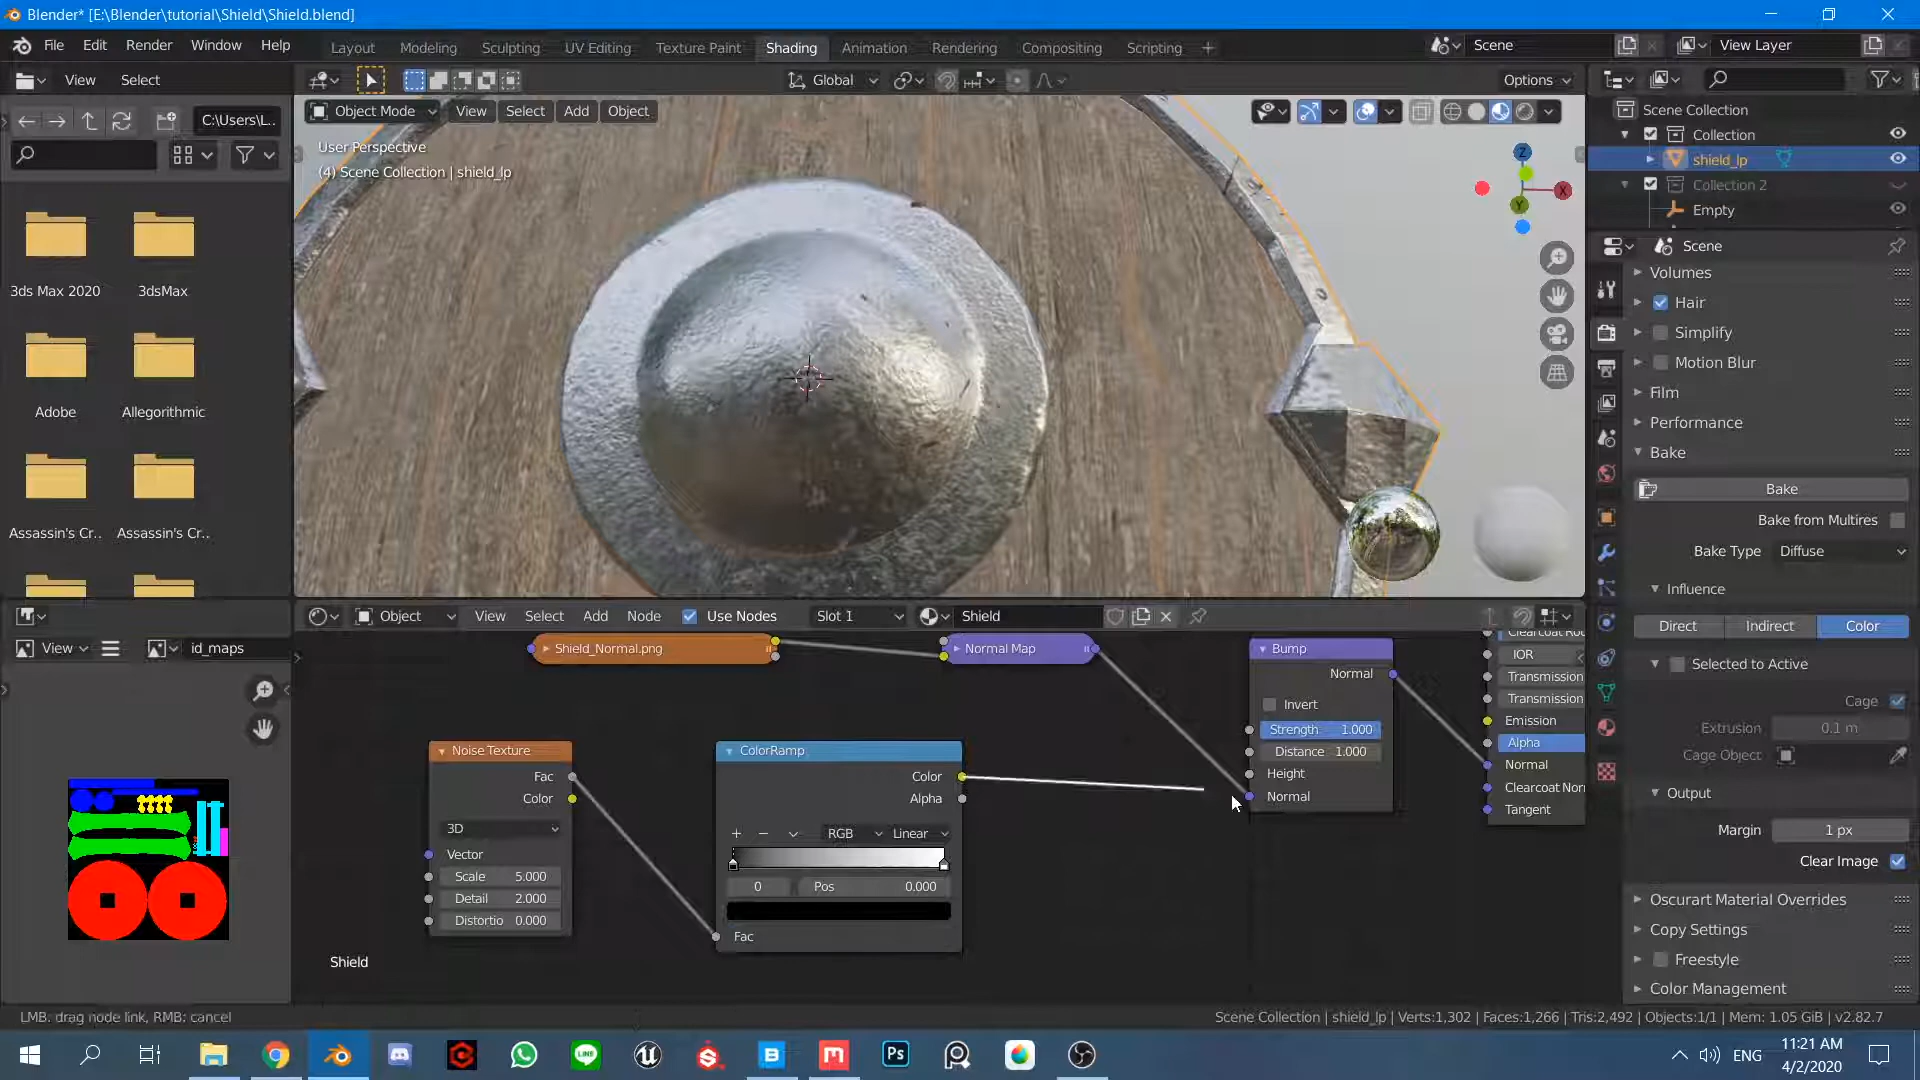 Blender* [E:\Blender\tutorial\Shield\Shield.blend]
File Edit Render Window Help
Layout Modeling Sculpting UV Editing Texture Paint Shading Animation Rendering Compositing Scripting +
Scene
View Layer
View Select
Global
Options
C:\Users\L..
Object Mode View Select Add Object
User Perspective
(4) Scene Collection | shield_lp
Z
X
Y
3ds Max 2020 3dsMax
Adobe Allegorithmic
Assassin's Cr.. Assassin's Cr..
Scene Collection
Collection
shield_lp
Collection 2
Empty
Scene
Volumes
Hair
Simplify
Motion Blur
Film
Performance
Bake
Bake
Bake from Multires
Bake Type Diffuse
Influence
Direct Indirect Color
Selected to Active
Cage
Extrusion 0.1 m
Cage Object
Output
Margin 1 px
Clear Image
Oscurart Material Overrides
Copy Settings
Freestyle
Color Management
View id_maps
Object View Select Add Node Use Nodes Slot 1 Shield
Shield_Normal.png
Normal Map
Noise Texture
Fac
Color
3D
Vector
Scale 5.000
Detail 2.000
Distortio 0.000
ColorRamp
Color
Alpha
+ − RGB Linear
0 Pos 0.000
Fac
Bump
Normal
Invert
Strength 1.000
Distance 1.000
Height
Normal
Clearcoat Rou
IOR
Transmission
Transmission
Emission
Alpha
Normal
Clearcoat Norr
Tangent
Shield
LMB: drag node link, RMB: cancel
Scene Collection | shield_lp | Verts:1,302 | Faces:1,266 | Tris:2,492 | Objects:1/1 | Mem: 1.05 GiB | v2.82.7
LINE
B
Ps
ENG
11:21 AM
4/2/2020